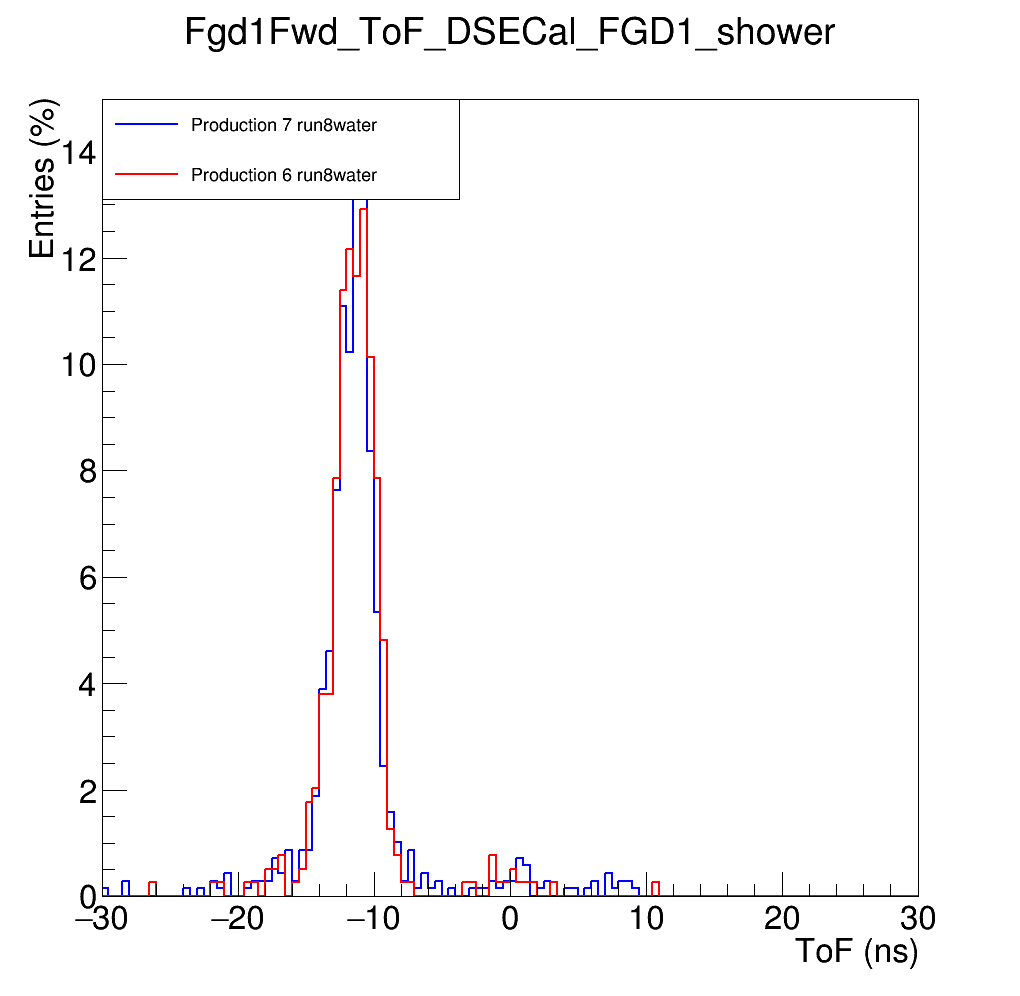 Fgd1Fwd_ToF_DSECal_FGD1_shower
Entries (%)
Production 7 run8water
Production 6 run8water
14
12
10
8
6
4
2
0
−30 −20 −10 0 10 20 30
ToF (ns)